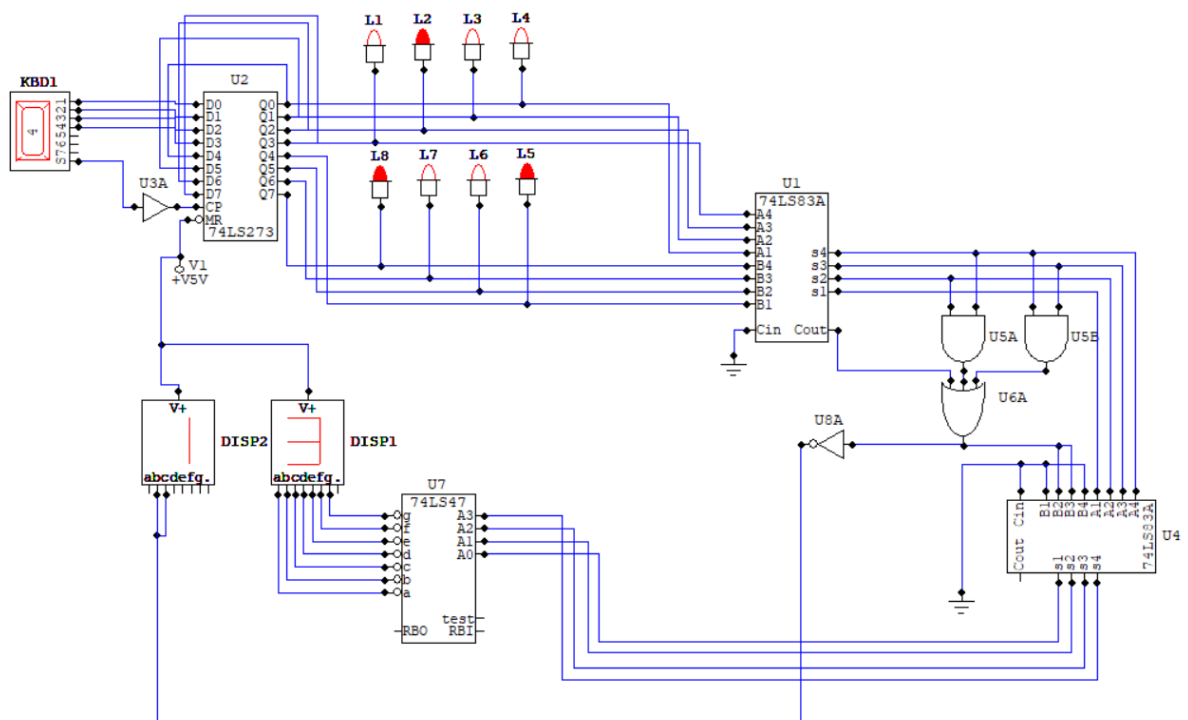 L1 L2 L3 L4
KBD1
4
S7654321
U2
D0 Q0
D1 Q1
D2 Q2
D3 Q3
D4 Q4
D5 Q5
D6 Q6
D7 Q7
CP
MR
74LS273
U3A
V1
+V5V
L8 L7 L6 L5
U1
74LS83A
A4
A3
A2
A1
B4
B3
B2
B1
s4
s3
s2
s1
Cin Cout
U5A
U5B
U6A
U8A
V+
DISP2
abcdefg.
V+
DISP1
abcdefg.
U7
74LS47
g A3
f A2
e A1
d A0
c
b
a
test
RBO RBI
Cin B1 B2 B3 B4 A1 A2 A3 A4
Cout s1 s2 s3 s4
74LS83A
U4